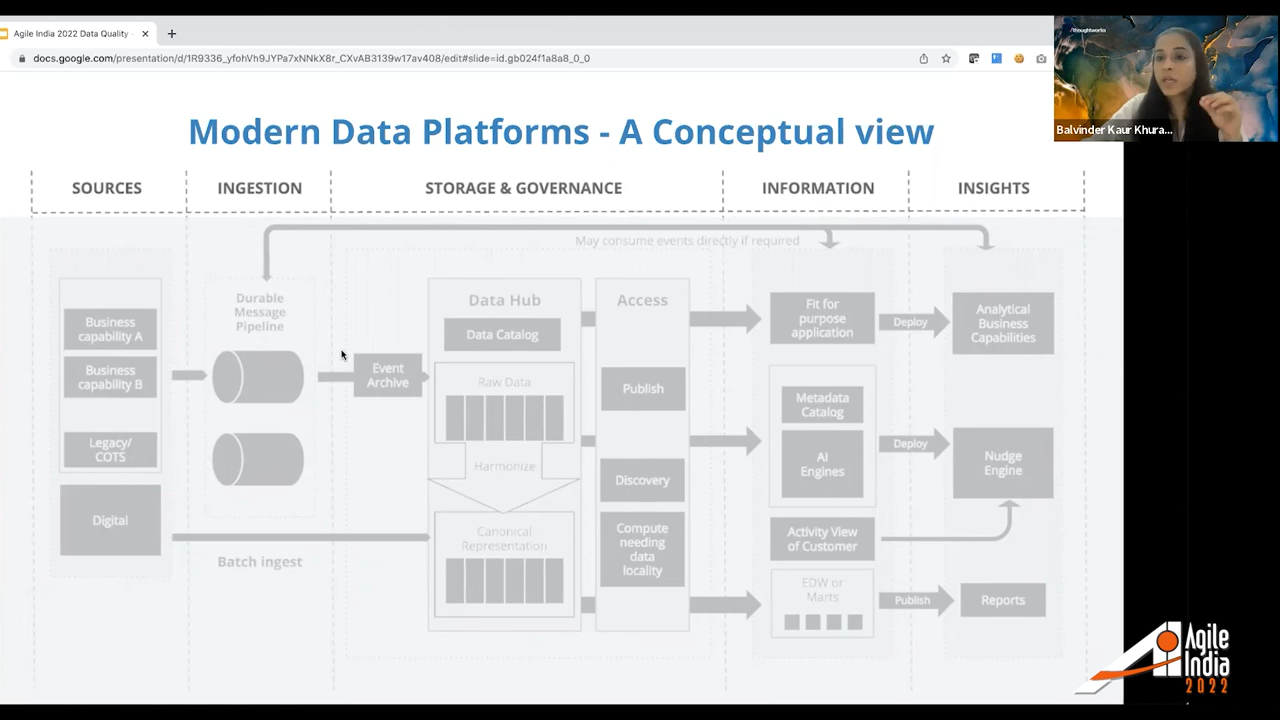 Agile India 2022 Data Quality
docs.google.com/presentation/d/1R9336_yfohVh9JYPa7xNNkX8r_CXvAB3139w17av408/edit#slide=id.gb024f1a8a8_0_0
/thoughtworks
Balvinder Kaur Khura...
Modern Data Platforms - A Conceptual view
SOURCES
INGESTION
STORAGE & GOVERNANCE
INFORMATION
INSIGHTS
May consume events directly if required
Business
capability A
Business
capability B
Legacy/
COTS
Digital
Durable
Message
Pipeline
Batch ingest
Event
Archive
Data Hub
Data Catalog
Raw Data
Harmonize
Canonical
Representation
Access
Publish
Discovery
Compute
needing
data
locality
Fit for
purpose
application
Metadata
Catalog
AI
Engines
Activity View
of Customer
EDW or
Marts
Deploy
Deploy
Publish
Analytical
Business
Capabilities
Nudge
Engine
Reports
Agile
India
2022